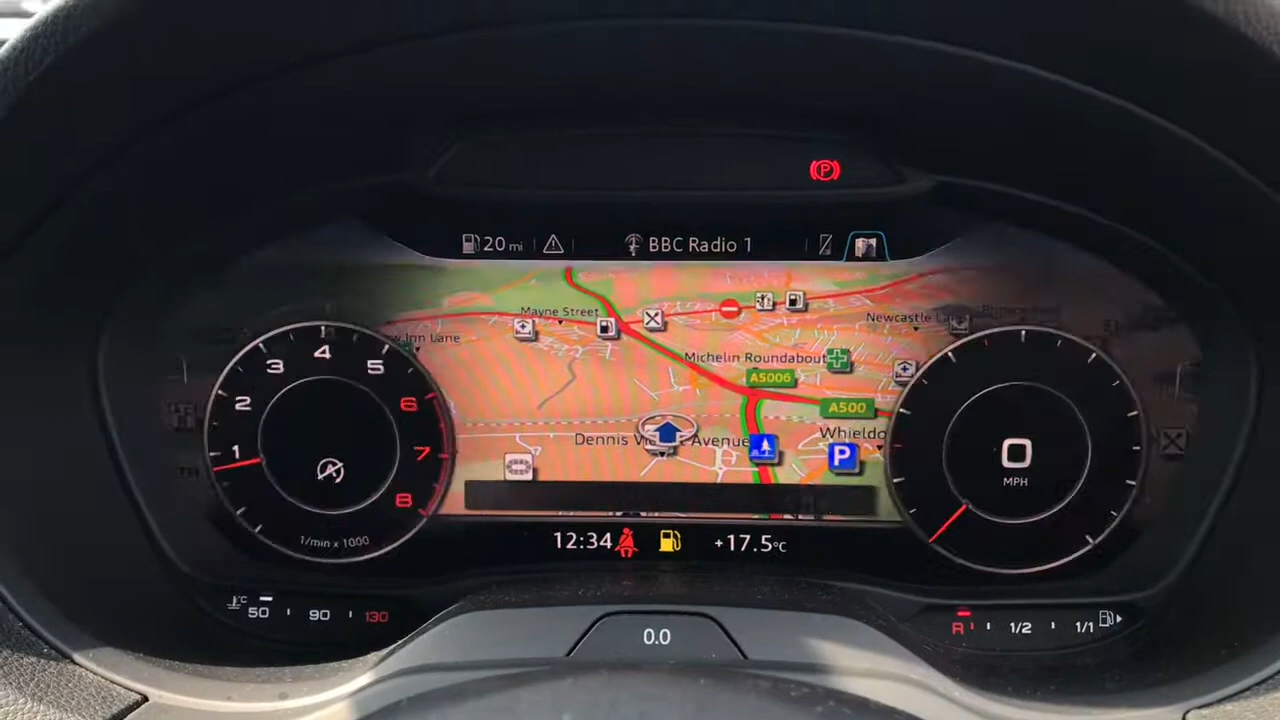 P
20 mi
BBC Radio 1
Mayne Street
Inn Lane
Newcastle
Michelin Roundabout
A5006
A500
Dennis Avenue
Whieldo
P
1
2
3
4
5
6
7
8
A
1/min x 1000
0
MPH
12:34
+17.5°C
°C
50
90
130
R
1/2
1/1
0.0